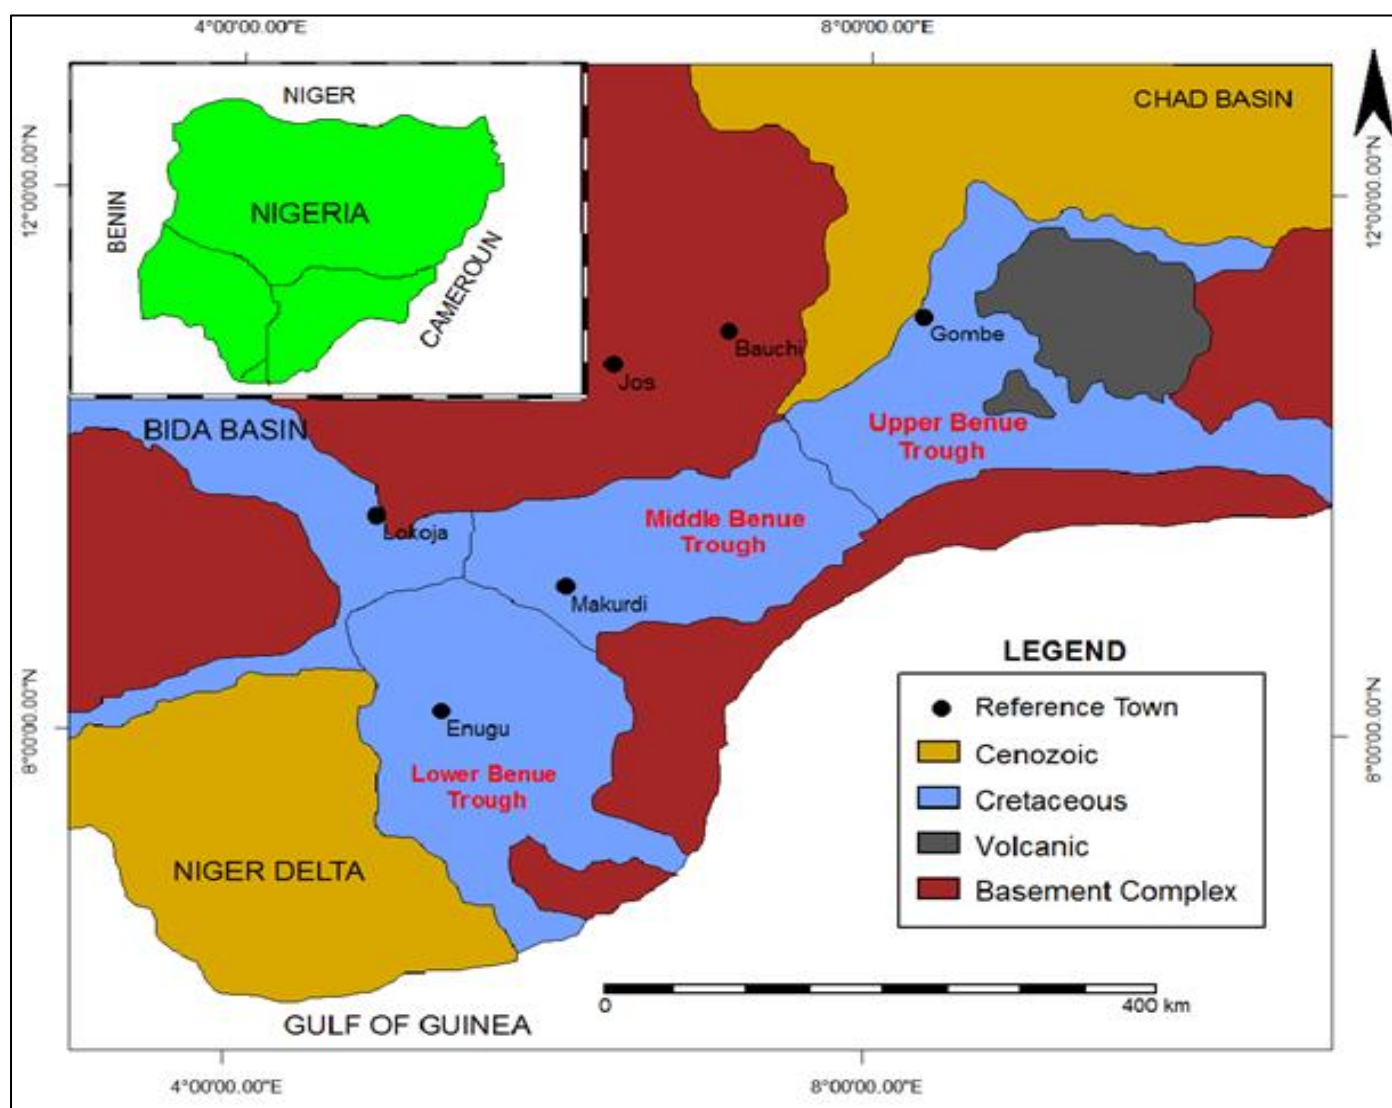 4°00'00.00"E
8°00'00.00"E
NIGER
CHAD BASIN
12°00'00.00"N
12°00'00.00"N
BENIN
NIGERIA
CAMEROUN
Gombe
Bauchi
Jos
BIDA BASIN
Upper Benue
Trough
Lokoja
Middle Benue
Trough
Makurdi
LEGEND
Reference Town
Cenozoic
Cretaceous
Volcanic
Basement Complex
8°00'00.00"N
8°00'00.00"N
Enugu
Lower Benue
Trough
NIGER DELTA
0
400 km
GULF OF GUINEA
4°00'00.00"E
8°00'00.00"E